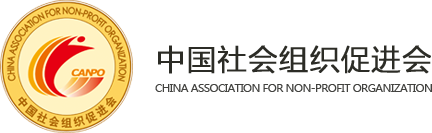 CHINA ASSOCIATION FOR NON-PROFIT ORGANIZATION
CANPO
中国社会组织促进会
中国社会组织促进会
CHINA ASSOCIATION FOR NON-PROFIT ORGANIZATION